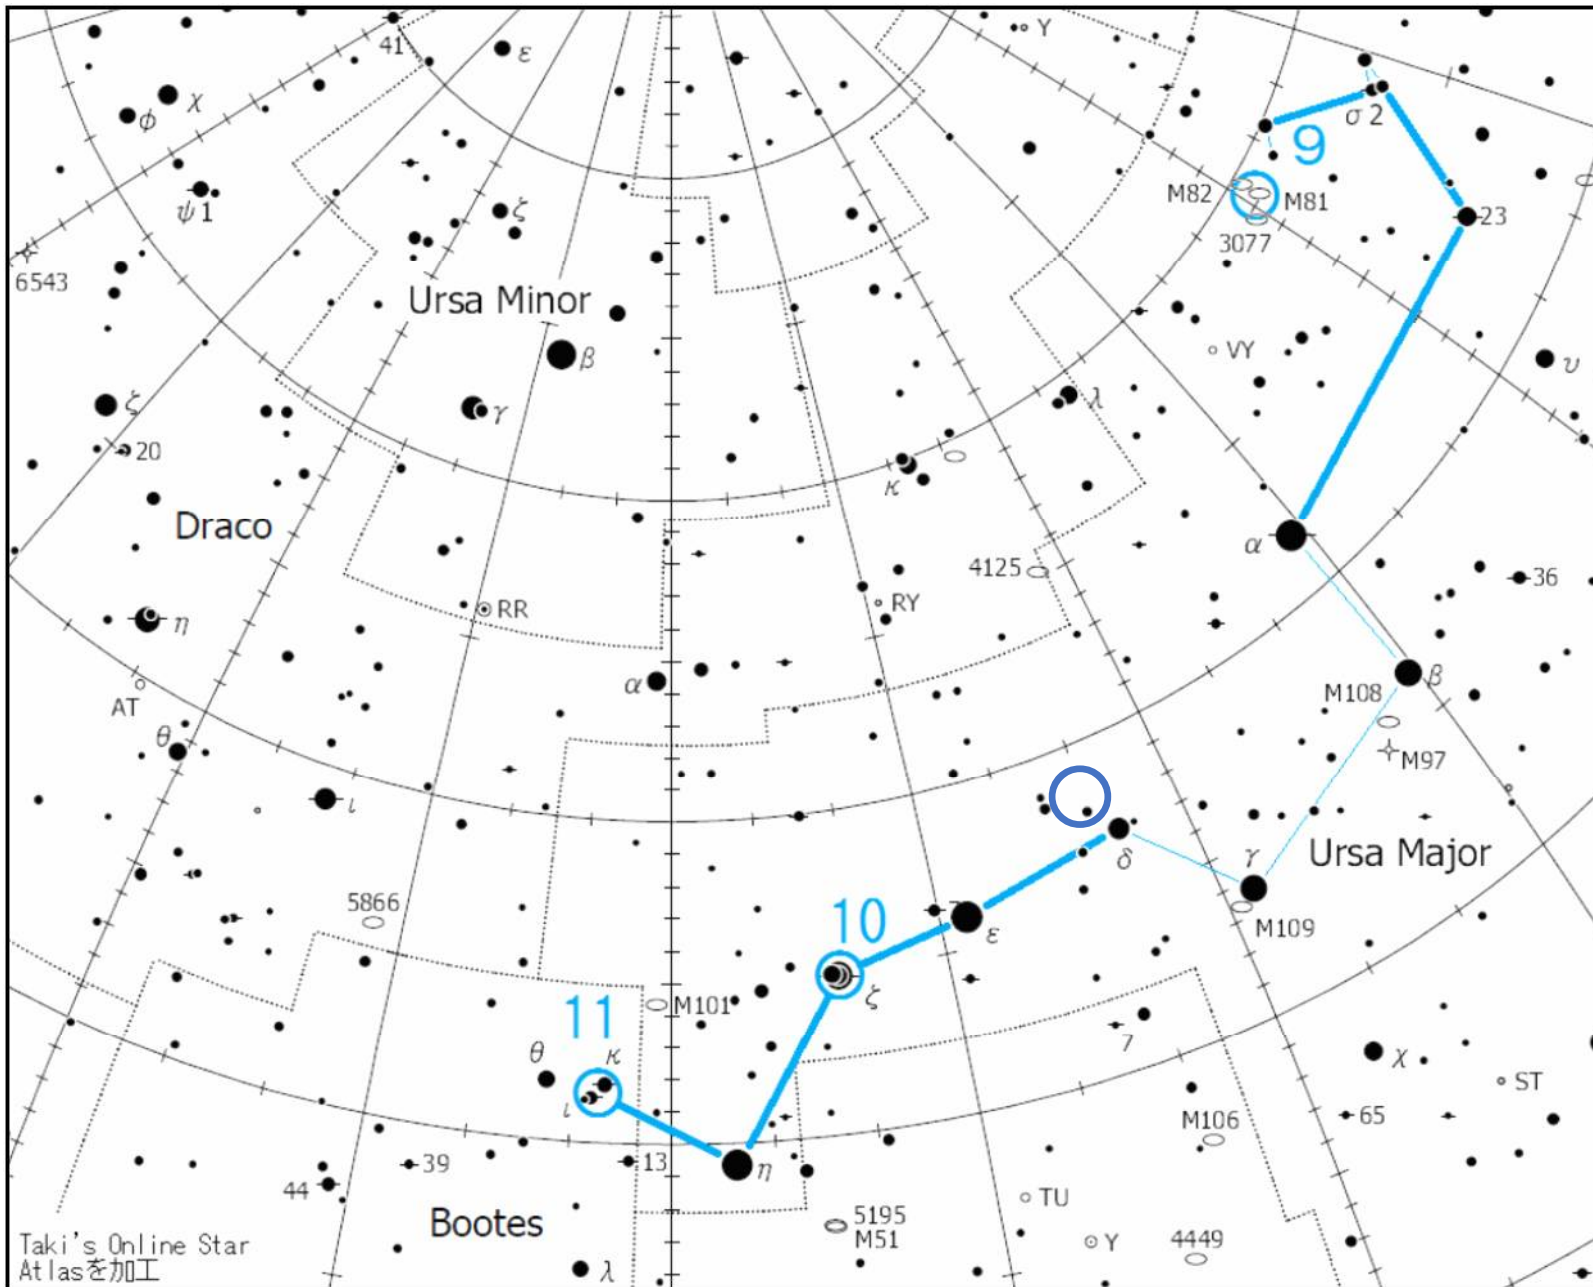 41
ε
Y
χ
φ
σ 2
9
ψ 1
ζ
M82
M81
23
3077
6543
Ursa Minor
β
VY
υ
ζ
γ
λ
20
κ
Draco
α
4125
36
RR
RY
η
α
β
AT
M108
θ
M97
ι
δ
γ
Ursa Major
5866
10
ε
M109
ζ
M101
11
7
θ
κ
χ
ST
ι
M106
65
13
39
η
44
TU
Bootes
5195
M51
Y
4449
Taki's Online Star
Atlasを加工
λ